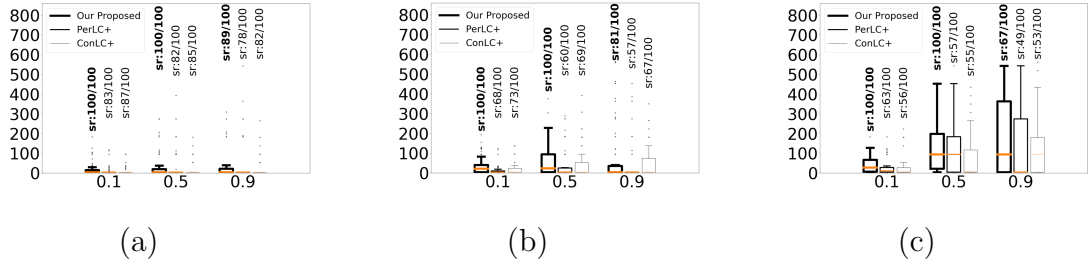 800
700
600
500
400
300
200
100
0
Our Proposed
PerLC+
ConLC+
sr:100/100
sr:83/100
sr:87/100
sr:100/100
sr:82/100
sr:85/100
sr:89/100
sr:78/100
sr:82/100
0.1 0.5 0.9
(a)
800
700
600
500
400
300
200
100
0
Our Proposed
PerLC+
ConLC+
sr:100/100
sr:68/100
sr:73/100
sr:100/100
sr:60/100
sr:69/100
sr:81/100
sr:57/100
sr:67/100
0.1 0.5 0.9
(b)
800
700
600
500
400
300
200
100
0
Our Proposed
PerLC+
ConLC+
sr:100/100
sr:63/100
sr:56/100
sr:100/100
sr:57/100
sr:55/100
sr:67/100
sr:49/100
sr:53/100
0.1 0.5 0.9
(c)